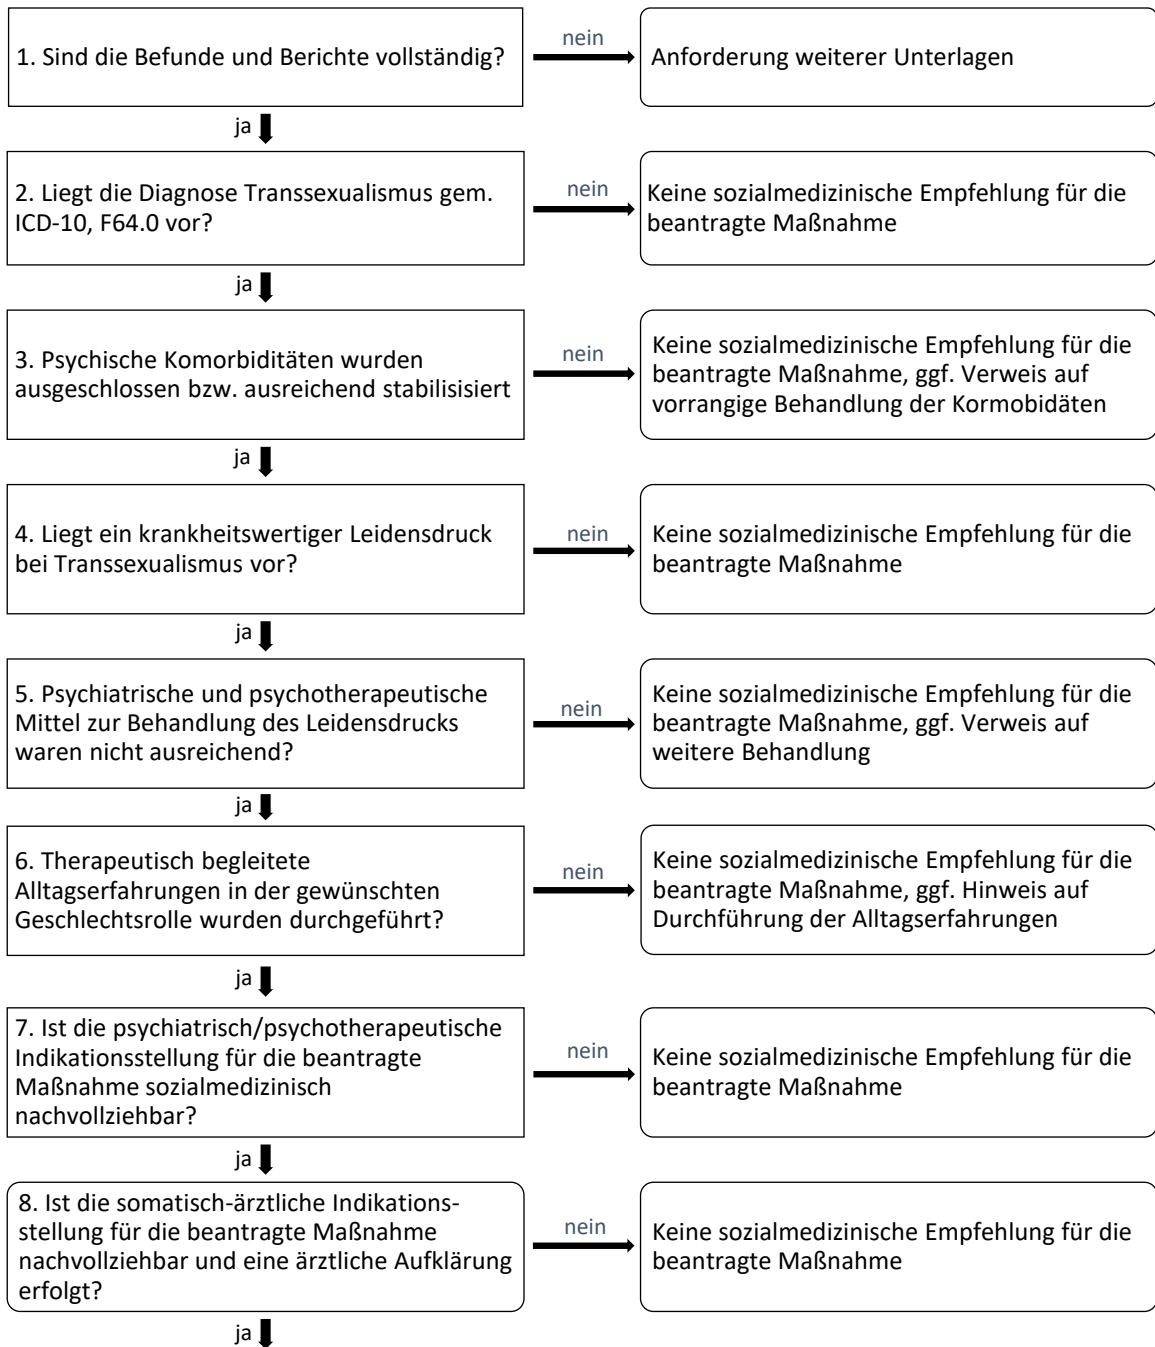 1. Sind die Befunde und Berichte vollständig?
nein
Anforderung weiterer Unterlagen
ja
2. Liegt die Diagnose Transsexualismus gem.
ICD-10, F64.0 vor?
nein
Keine sozialmedizinische Empfehlung für die
beantragte Maßnahme
ja
3. Psychische Komorbiditäten wurden
ausgeschlossen bzw. ausreichend stabilisisiert
nein
Keine sozialmedizinische Empfehlung für die
beantragte Maßnahme, ggf. Verweis auf
vorrangige Behandlung der Kormobidäten
ja
4. Liegt ein krankheitswertiger Leidensdruck
bei Transsexualismus vor?
nein
Keine sozialmedizinische Empfehlung für die
beantragte Maßnahme
ja
5. Psychiatrische und psychotherapeutische
Mittel zur Behandlung des Leidensdrucks
waren nicht ausreichend?
nein
Keine sozialmedizinische Empfehlung für die
beantragte Maßnahme, ggf. Verweis auf
weitere Behandlung
ja
6. Therapeutisch begleitete
Alltagserfahrungen in der gewünschten
Geschlechtsrolle wurden durchgeführt?
nein
Keine sozialmedizinische Empfehlung für die
beantragte Maßnahme, ggf. Hinweis auf
Durchführung der Alltagserfahrungen
ja
7. Ist die psychiatrisch/psychotherapeutische
Indikationsstellung für die beantragte
Maßnahme sozialmedizinisch
nachvollziehbar?
nein
Keine sozialmedizinische Empfehlung für die
beantragte Maßnahme
ja
8. Ist die somatisch-ärztliche Indikations-
stellung für die beantragte Maßnahme
nachvollziehbar und eine ärztliche Aufklärung
erfolgt?
nein
Keine sozialmedizinische Empfehlung für die
beantragte Maßnahme
ja